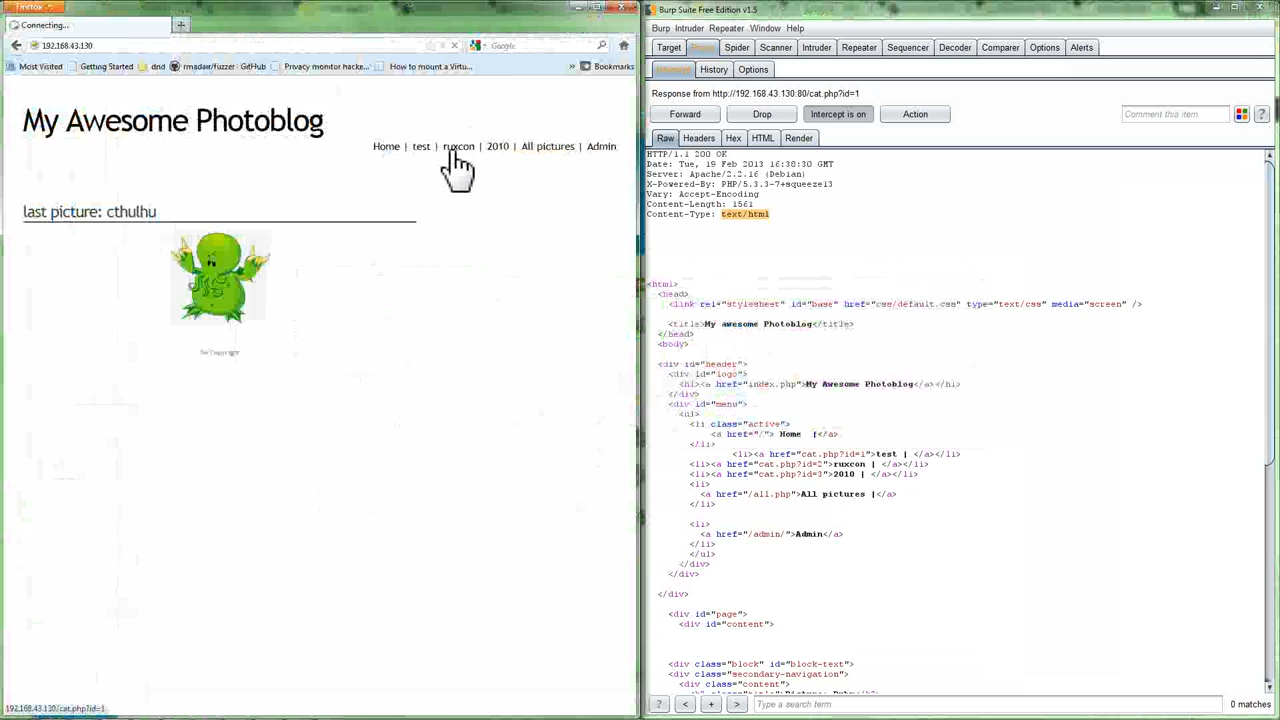 Firefox
Connecting...
192.168.43.130
Google
Most Visited
Getting Started
dnd
rmadair/fuzzer · GitHub
Privacy monitor hacke...
How to mount a Virtu...
»
Bookmarks
My Awesome Photoblog
Home | test | ruxcon | 2010 | All pictures | Admin
last picture: cthulhu
192.168.43.130/cat.php?id=1
Burp Suite Free Edition v1.5
Burp Intruder Repeater Window Help
Target Spider Scanner Intruder Repeater Sequencer Decoder Comparer Options Alerts
History Options
Response from http://192.168.43.130:80/cat.php?id=1
Forward Drop Intercept is on Action Comment this item ?
Raw Headers Hex HTML Render
HTTP/1.1 200 OK
Date: Tue, 19 Feb 2013 16:38:30 GMT
Server: Apache/2.2.16 (Debian)
X-Powered-By: PHP/5.3.3-7+squeeze13
Vary: Accept-Encoding
Content-Length: 1561
Content-Type: text/html
<html>
<head>
<link rel="stylesheet" id="base" href="css/default.css" type="text/css" media="screen" />
<title>My awesome Photoblog</title>
</head>
<body>
<div id="header">
<div id="logo">
<h1><a href="index.php">My Awesome Photoblog</a></h1>
</div>
<div id="menu">
<ul>
<li class="active">
<a href="/"> Home |</a>
</li>
<li><a href="cat.php?id=1">test | </a></li>
<li><a href="cat.php?id=2">ruxcon | </a></li>
<li><a href="cat.php?id=3">2010 | </a></li>
<li>
<a href="/all.php">All pictures |</a>
</li>
<li>
<a href="/admin/">Admin</a>
</li>
</ul>
</div>
</div>
<div id="page">
<div id="content">
<div class="block" id="block-text">
<div class="secondary-navigation">
<div class="content">
? < + > Type a search term 0 matches